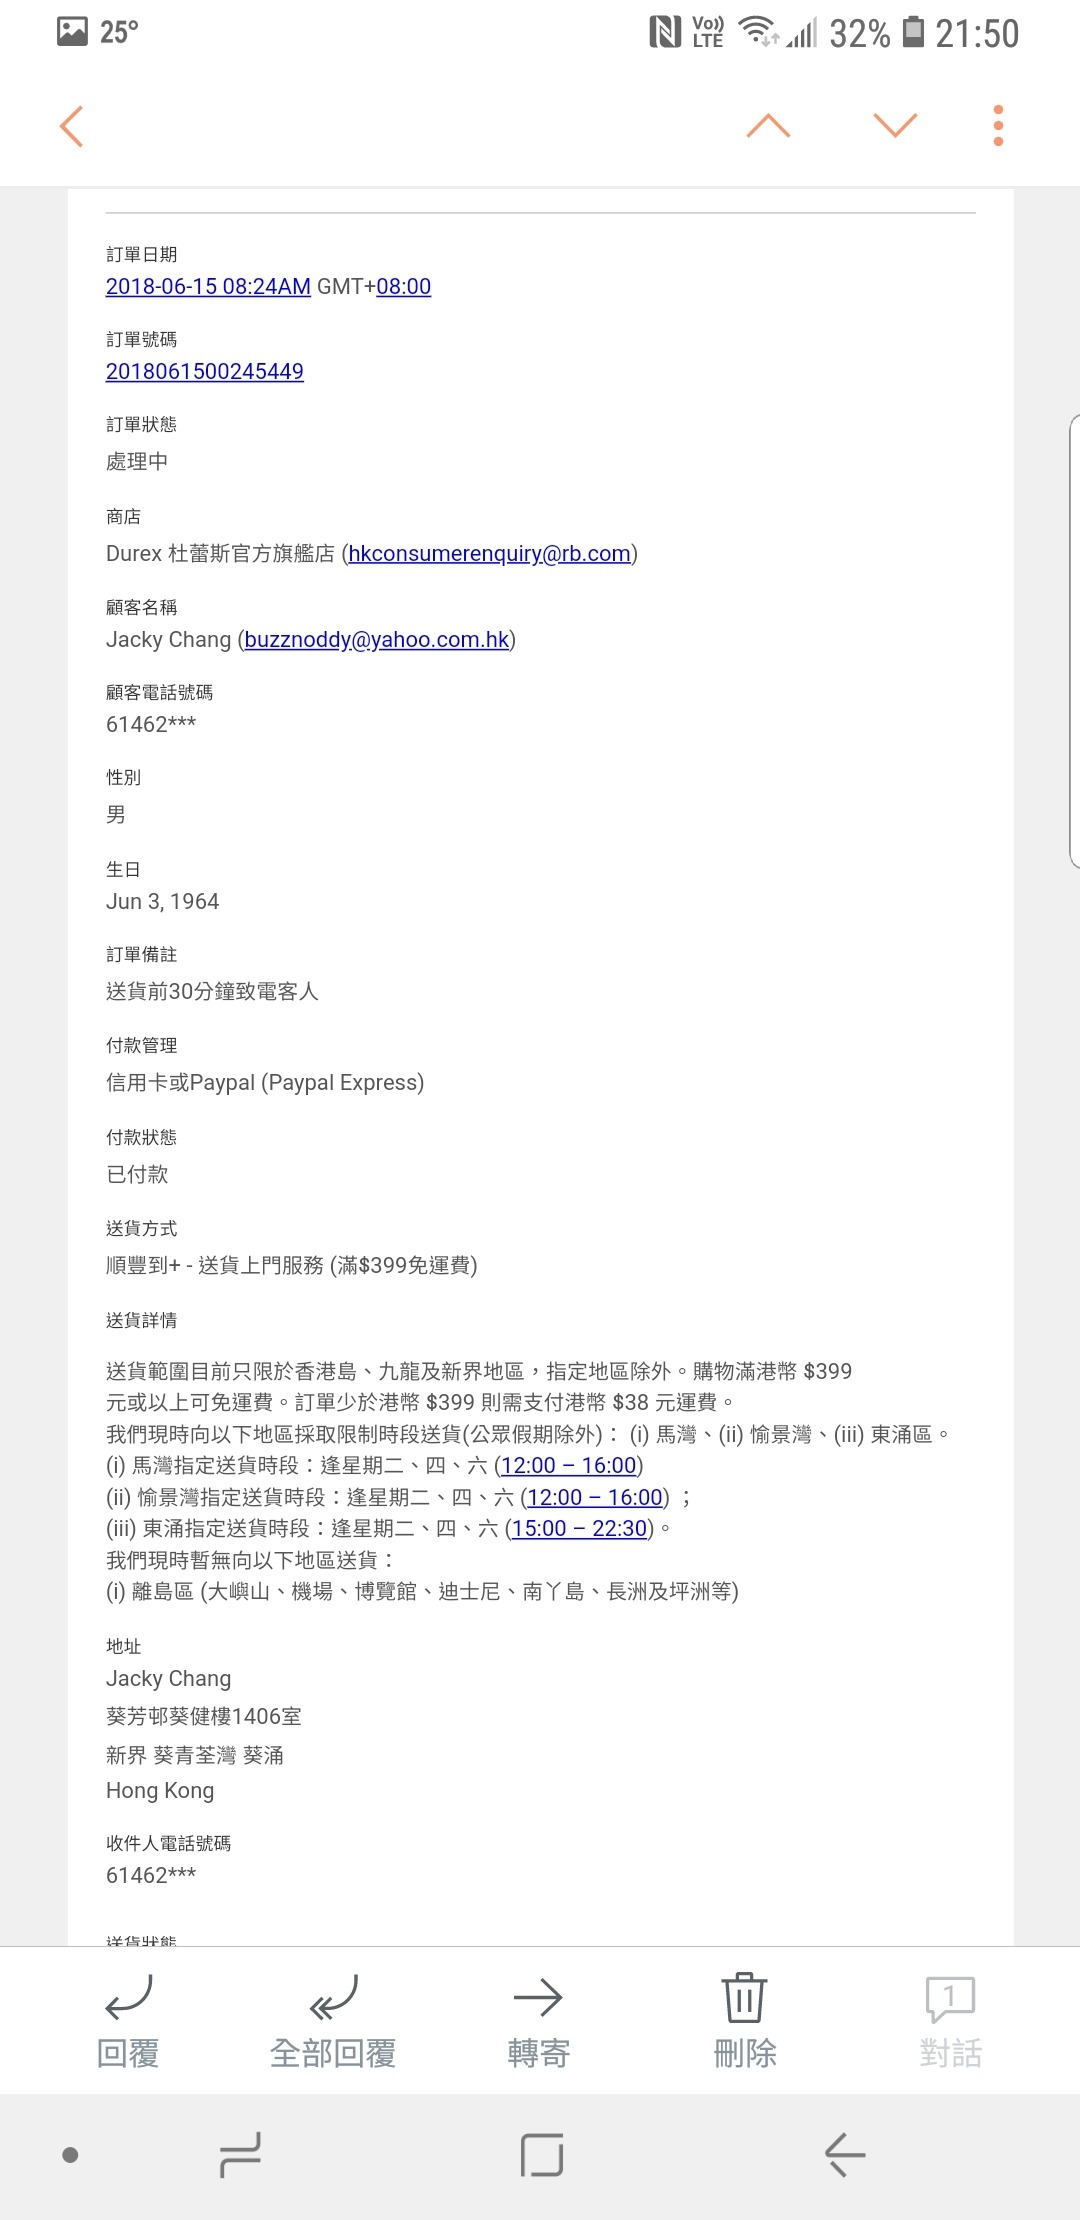 25°
Vo)) LTE 32% 21:50
訂單日期
2018-06-15 08:24AM GMT+08:00
訂單號碼
2018061500245449
訂單狀態
處理中
商店
Durex 杜蕾斯官方旗艦店 (hkconsumerenquiry@rb.com)
顧客名稱
Jacky Chang (buzznoddy@yahoo.com.hk)
顧客電話號碼
61462***
性別
男
生日
Jun 3, 1964
訂單備註
送貨前30分鐘致電客人
付款管理
信用卡或Paypal (Paypal Express)
付款狀態
已付款
送貨方式
順豐到+ - 送貨上門服務 (滿$399免運費)
送貨詳情
送貨範圍目前只限於香港島、九龍及新界地區，指定地區除外。購物滿港幣 $399
元或以上可免運費。訂單少於港幣 $399 則需支付港幣 $38 元運費。
我們現時向以下地區採取限制時段送貨(公眾假期除外)： (i) 馬灣、(ii) 愉景灣、(iii) 東涌區。
(i) 馬灣指定送貨時段：逢星期二、四、六 (12:00 – 16:00)
(ii) 愉景灣指定送貨時段：逢星期二、四、六 (12:00 – 16:00) ；
(iii) 東涌指定送貨時段：逢星期二、四、六 (15:00 – 22:30)。
我們現時暫無向以下地區送貨：
(i) 離島區 (大嶼山、機場、博覽館、迪士尼、南丫島、長洲及坪洲等)
地址
Jacky Chang
葵芳邨葵健樓1406室
新界 葵青荃灣 葵涌
Hong Kong
收件人電話號碼
61462***
送貨狀態
回覆 全部回覆 轉寄 刪除 1 對話